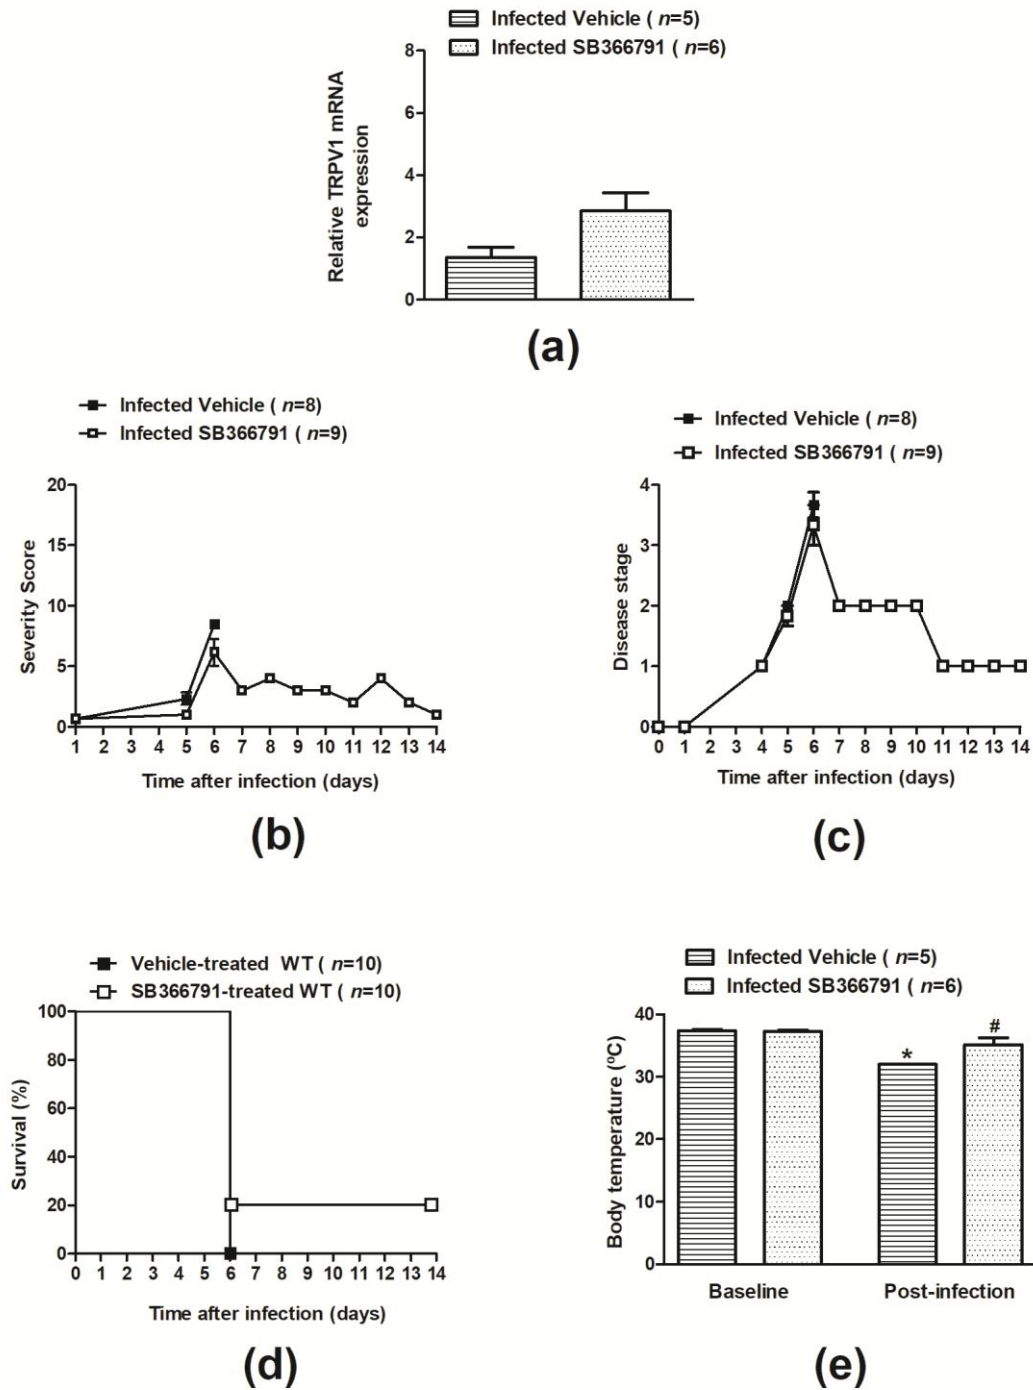 Infected Vehicle ( n=5)
Infected SB366791 ( n=6)
Relative TRPV1 mRNA
expression
8
6
4
2
0
(a)
Infected Vehicle ( n=8)
Infected SB366791 ( n=9)
Severity Score
20
15
10
5
0
1 2 3 4 5 6 7 8 9 10 11 12 13 14
Time after infection (days)
(b)
Infected Vehicle ( n=8)
Infected SB366791 ( n=9)
Disease stage
4
3
2
1
0
0 1 2 3 4 5 6 7 8 9 10 11 12 13 14
Time after infection (days)
(c)
Vehicle-treated WT ( n=10)
SB366791-treated WT ( n=10)
Survival (%)
100
80
60
40
20
0
0 1 2 3 4 5 6 7 8 9 10 11 12 13 14
Time after infection (days)
(d)
Infected Vehicle ( n=5)
Infected SB366791 ( n=6)
Body temperature (ºC)
40
30
20
10
0
* #
Baseline Post-infection
(e)